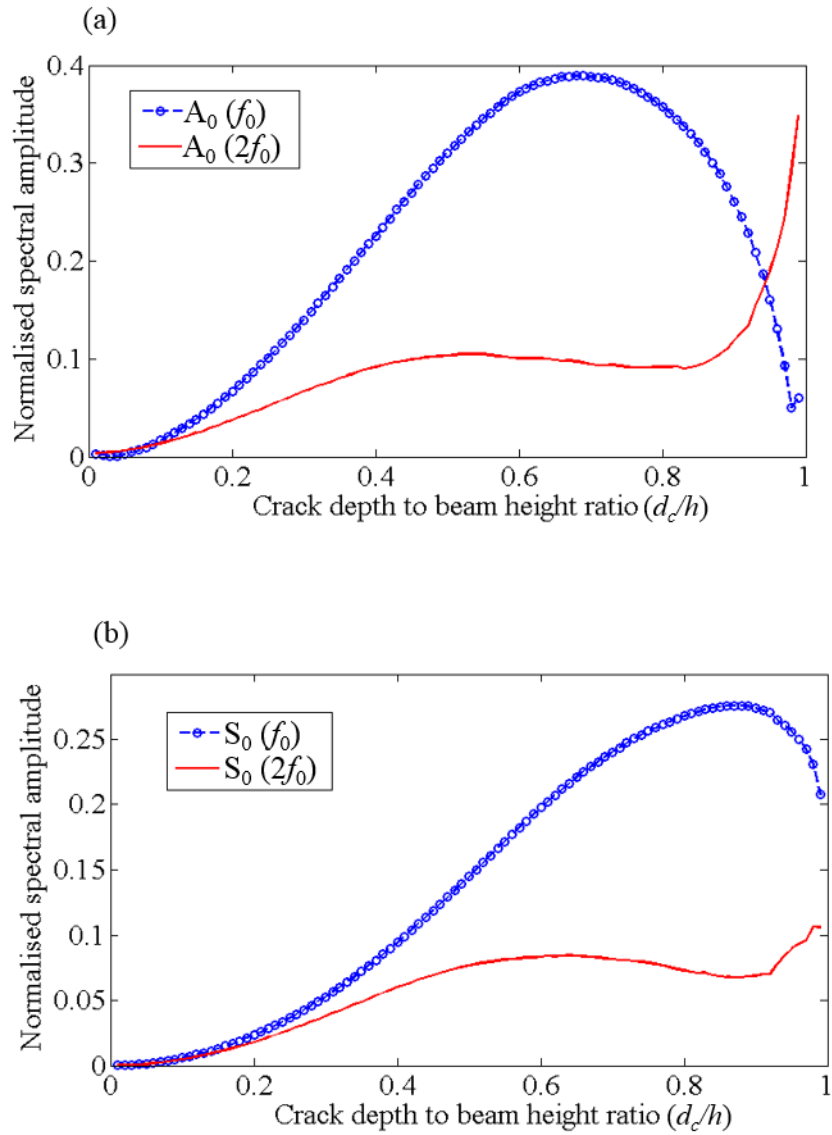 (a)
Normalised spectral amplitude
0.4
0.3
0.2
0.1
0
A₀ (f₀)
A₀ (2f₀)
0 0.2 0.4 0.6 0.8 1
Crack depth to beam height ratio (d_c/h)
(b)
Normalised spectral amplitude
0.25
0.2
0.15
0.1
0.05
0
S₀ (f₀)
S₀ (2f₀)
0 0.2 0.4 0.6 0.8 1
Crack depth to beam height ratio (d_c/h)